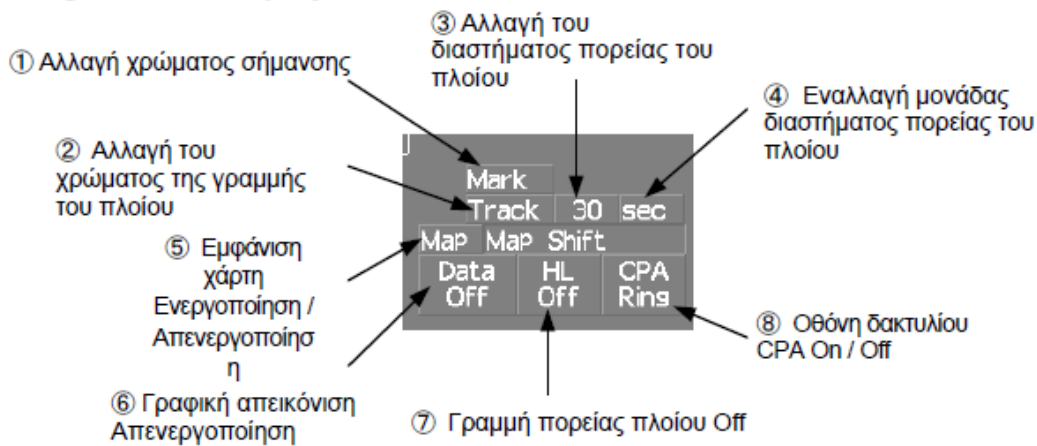 ① Αλλαγή χρώματος σήμανσης
② Αλλαγή του
χρώματος της γραμμής
του πλοίου
③ Αλλαγή του
διαστήματος πορείας του
πλοίου
④ Εναλλαγή μονάδας
διαστήματος πορείας του
πλοίου
Mark
Track 30 sec
Map Map Shift
Data HL CPA
Off Off Ring
⑤ Εμφάνιση
χάρτη
Ενεργοποίηση /
Απενεργοποίησ
η
⑥ Γραφική απεικόνιση
Απενεργοποίηση
⑦ Γραμμή πορείας πλοίου Off
⑧ Οθόνη δακτυλίου
CPA On / Off